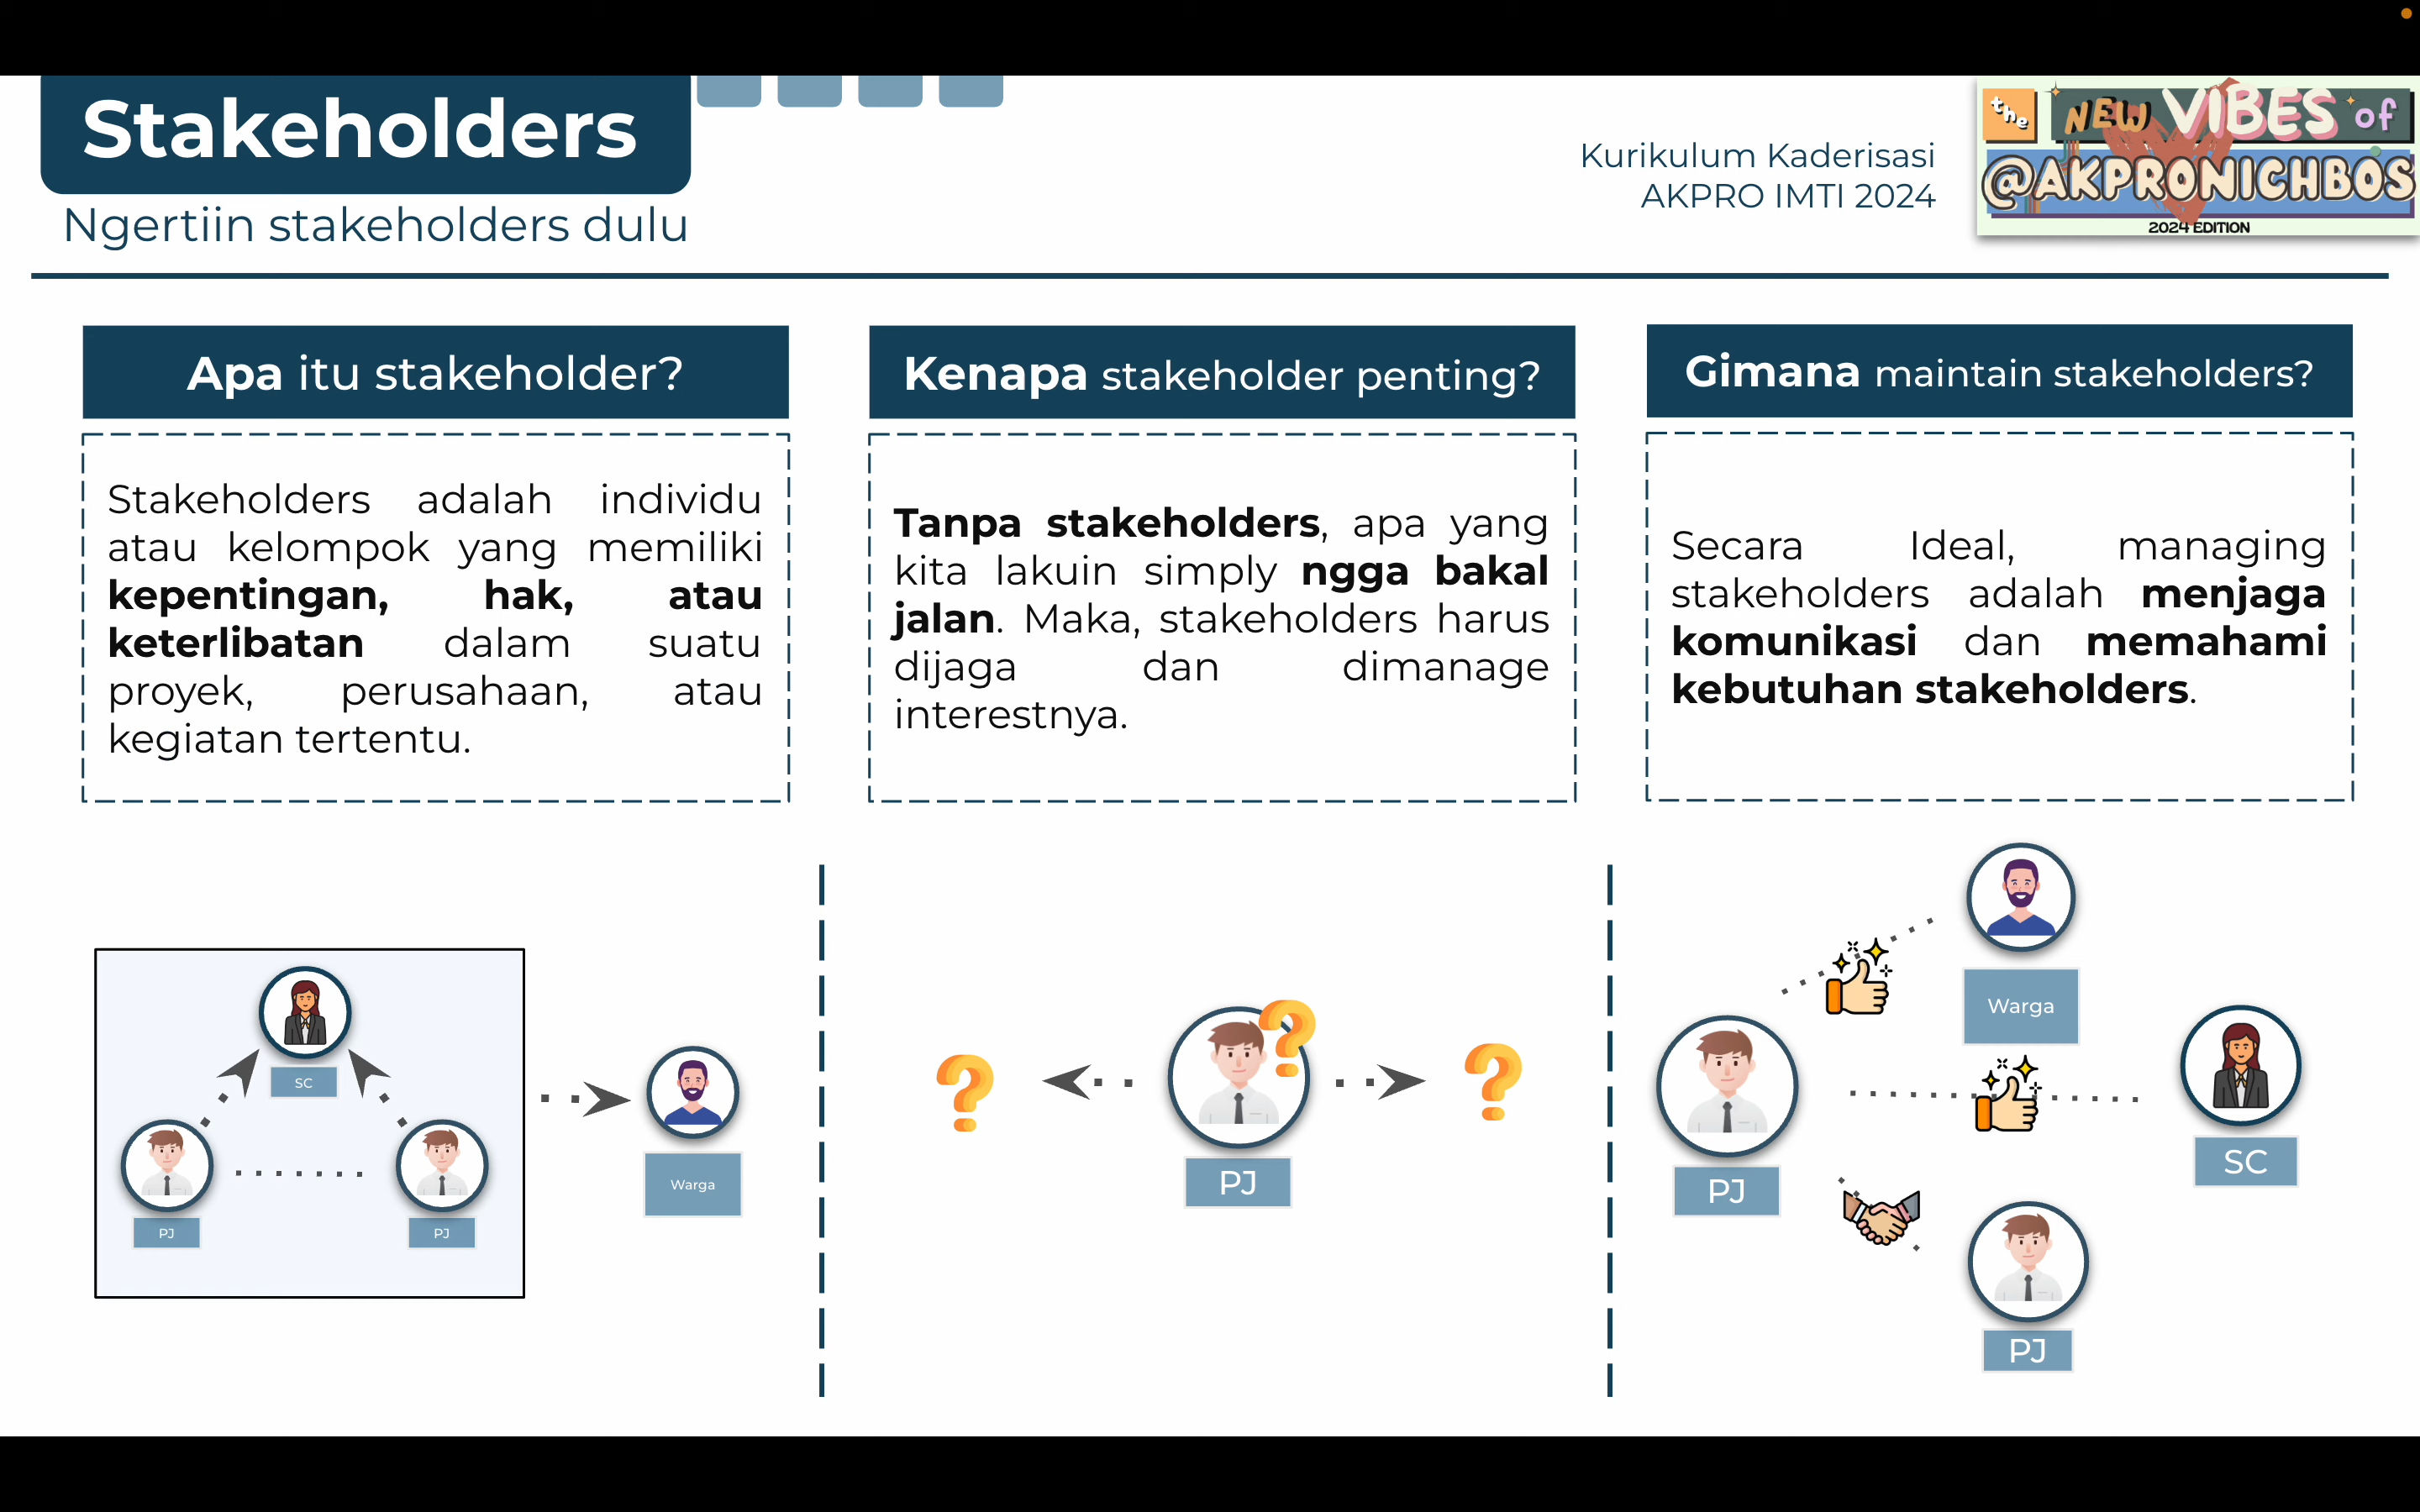 Stakeholders
Ngertiin stakeholders dulu
Kurikulum Kaderisasi
AKPRO IMTI 2024
the NEW VIBES of
@AKPRONICHBOS
2024 EDITION
Apa itu stakeholder?
Stakeholders adalah individu
atau kelompok yang memiliki
kepentingan, hak, atau
keterlibatan dalam suatu
proyek, perusahaan, atau
kegiatan tertentu.
Kenapa stakeholder penting?
Tanpa stakeholders, apa yang
kita lakuin simply ngga bakal
jalan. Maka, stakeholders harus
dijaga dan dimanage
interestnya.
Gimana maintain stakeholders?
Secara Ideal, managing
stakeholders adalah menjaga
komunikasi dan memahami
kebutuhan stakeholders.
SC
PJ
PJ
Warga
PJ
Warga
PJ
SC
PJ